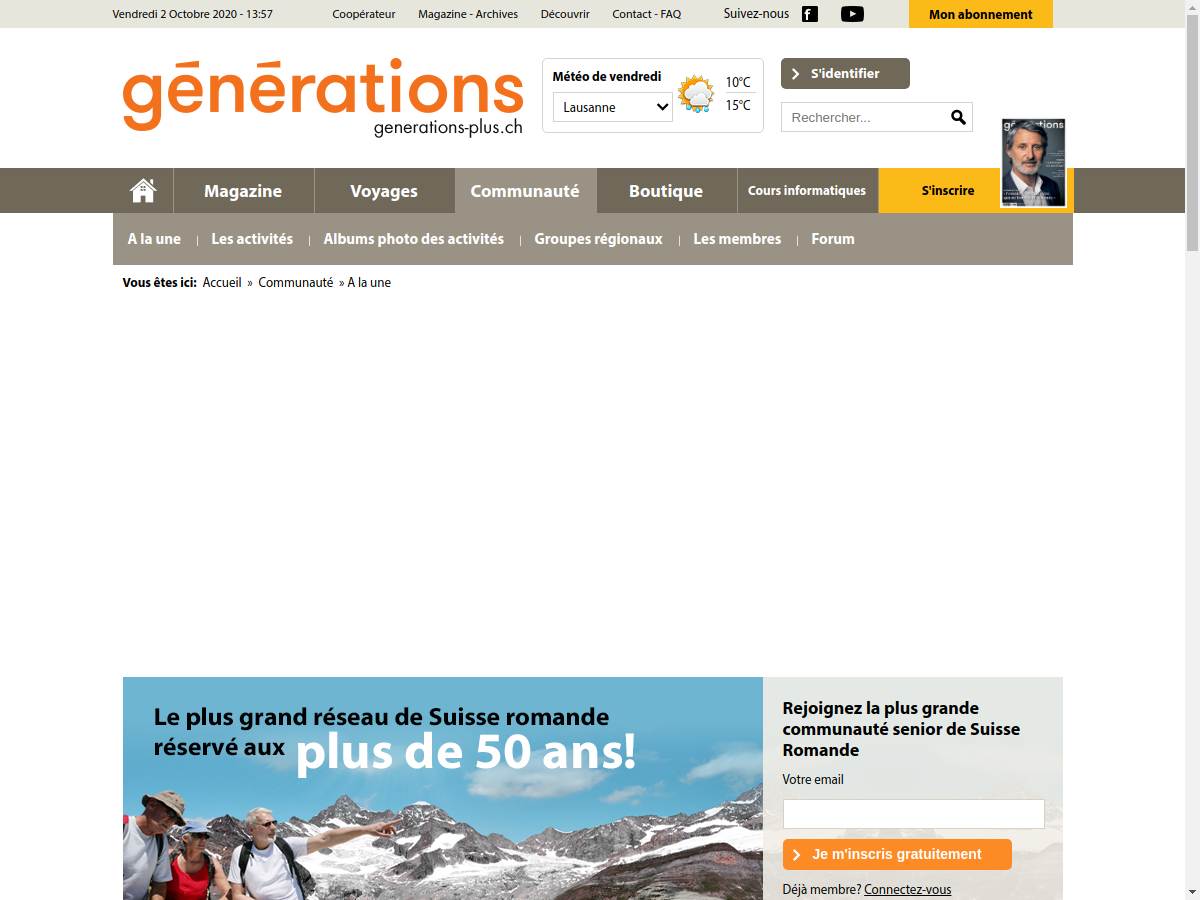 Vendredi 2 Octobre 2020 - 13:57 Coopérateur Magazine - Archives Découvrir Contact - FAQ Suivez-nous Mon abonnement
générations
generations-plus.ch
Météo de vendredi
Lausanne
10°C
15°C
S'identifier
Rechercher...
générations
Magazine Voyages Communauté Boutique Cours informatiques S'inscrire
A la une Les activités Albums photo des activités Groupes régionaux Les membres Forum
Vous êtes ici: Accueil » Communauté » A la une
Le plus grand réseau de Suisse romande
réservé aux plus de 50 ans!
Rejoignez la plus grande
communauté senior de Suisse
Romande
Votre email
Je m'inscris gratuitement
Déjà membre? Connectez-vous